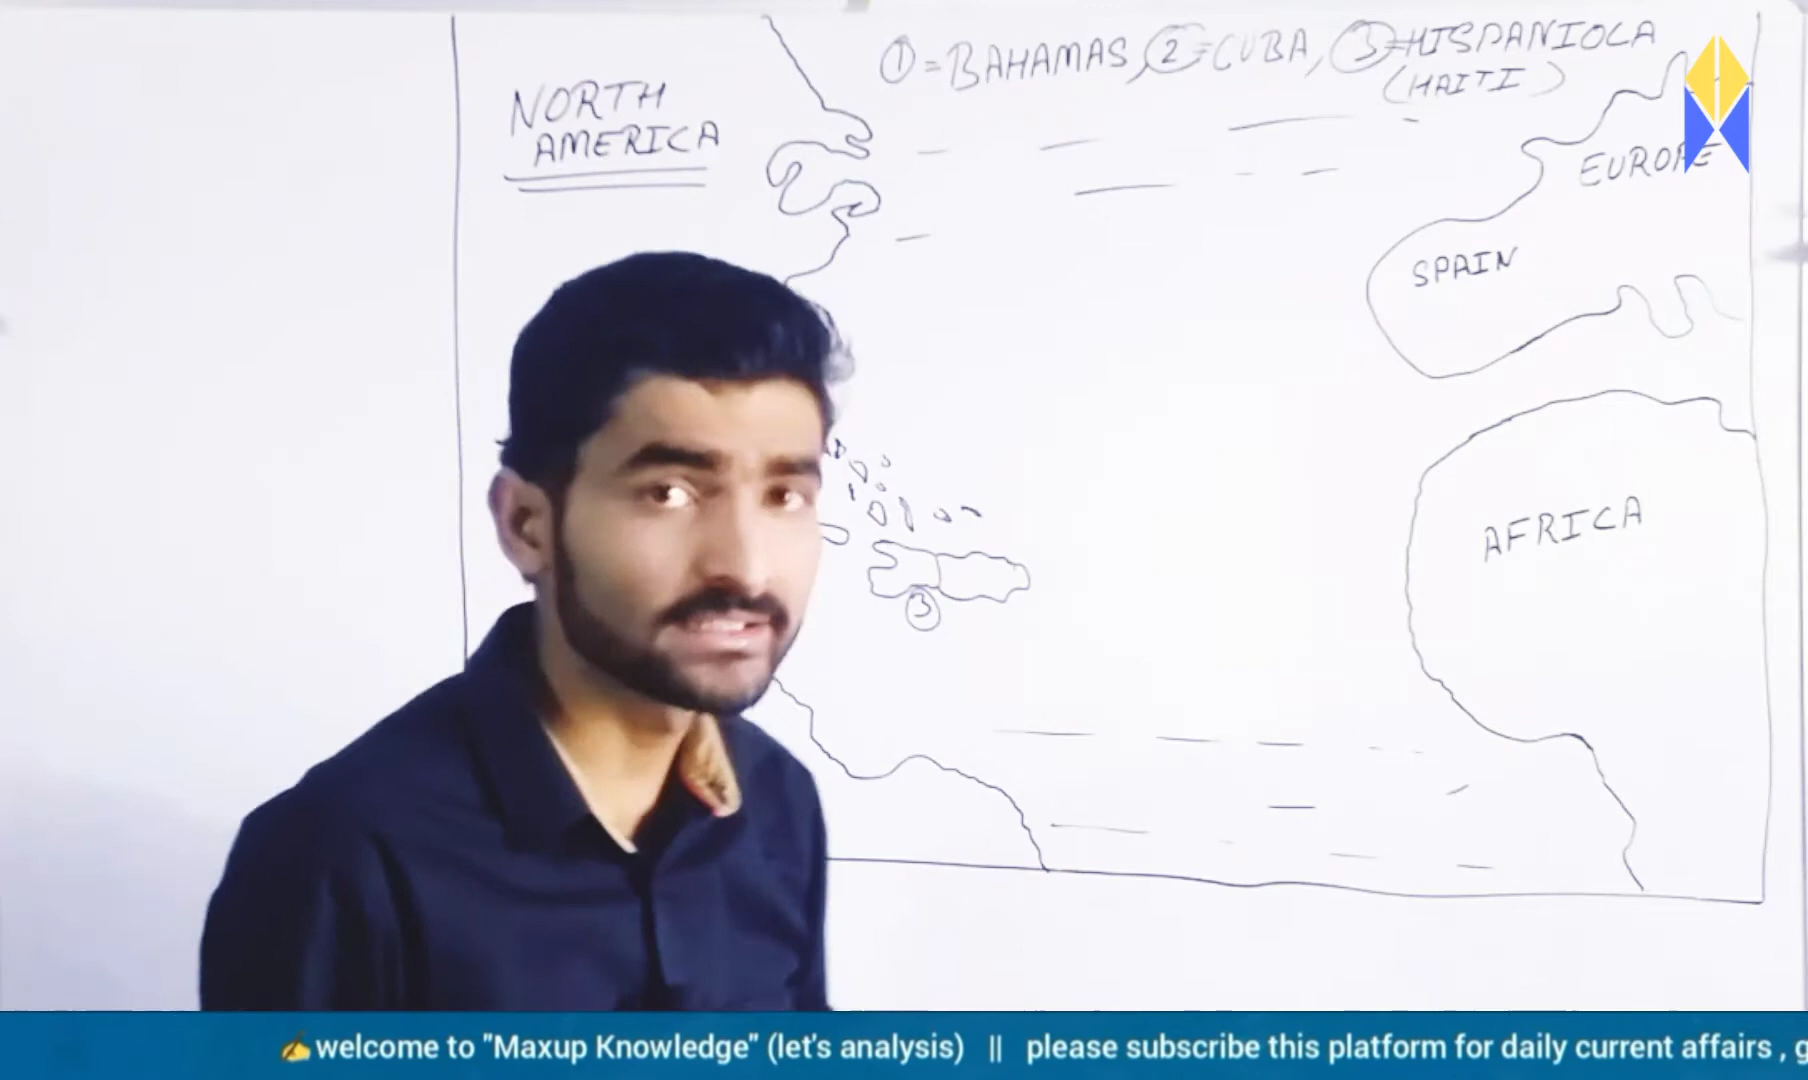 ①=BAHAMAS, ②=CUBA, ③=HISPANIOLA
(HAITI)
NORTH
AMERICA
EUROPE
SPAIN
AFRICA
③
✍welcome to "Maxup Knowledge" (let's analysis) || please subscribe this platform for daily current affairs , g